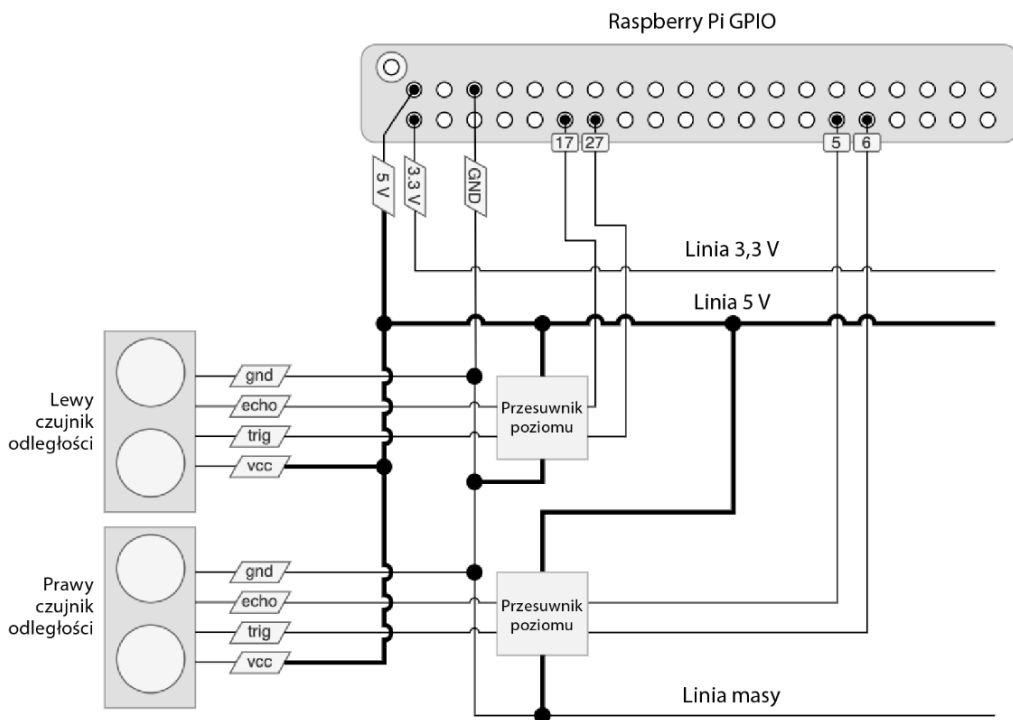 Raspberry Pi GPIO
17
27
5
6
5 V
3.3 V
GND
Linia 3,3 V
Linia 5 V
Lewy
czujnik
odległości
gnd
echo
trig
vcc
Przesuwnik
poziomu
Prawy
czujnik
odległości
gnd
echo
trig
vcc
Przesuwnik
poziomu
Linia masy